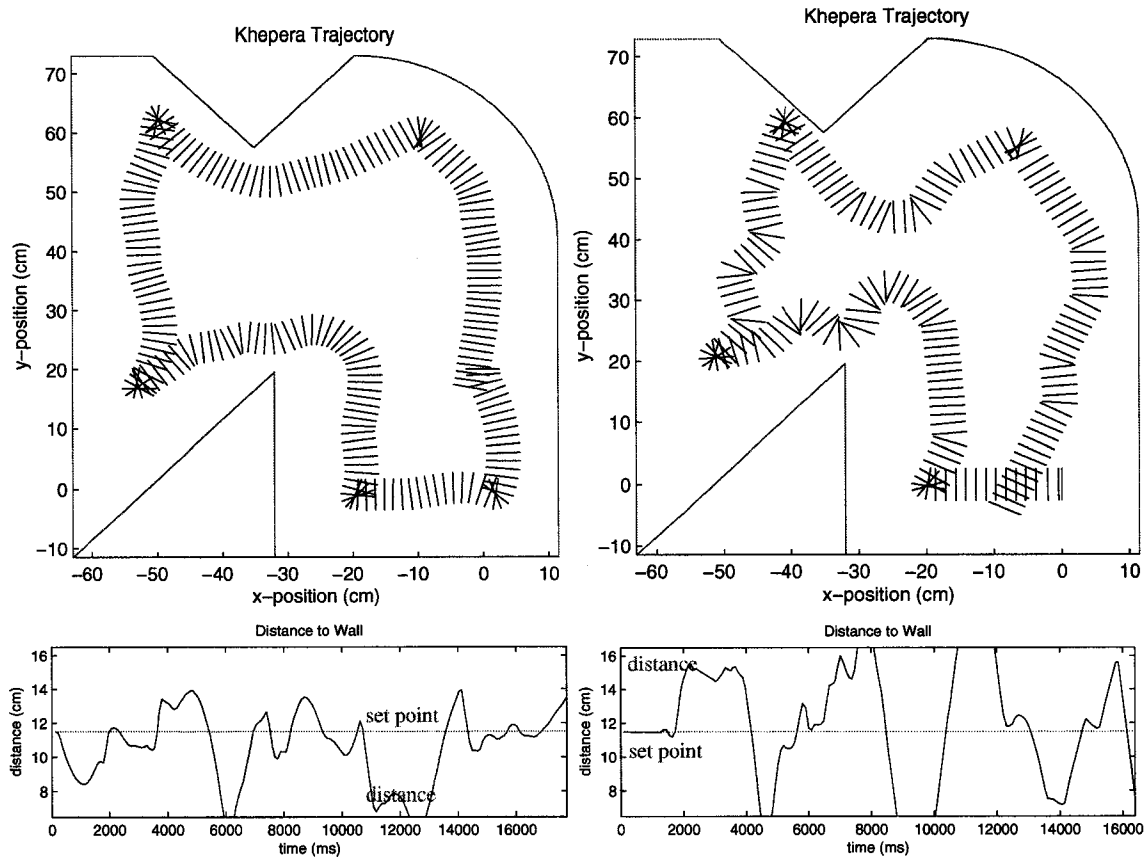 Khepera Trajectory
70
60
50
40
30
20
10
0
−10
y−position (cm)
−60 −50 −40 −30 −20 −10 0 10
x−position (cm)
Khepera Trajectory
70
60
50
40
30
20
10
0
−10
y−position (cm)
−60 −50 −40 −30 −20 −10 0 10
x−position (cm)
Distance to Wall
16
14
12
10
8
distance (cm)
set point
distance
0 2000 4000 6000 8000 10000 12000 14000 16000
time (ms)
Distance to Wall
16
14
12
10
8
distance (cm)
distance
set point
0 2000 4000 6000 8000 10000 12000 14000 16000
time (ms)